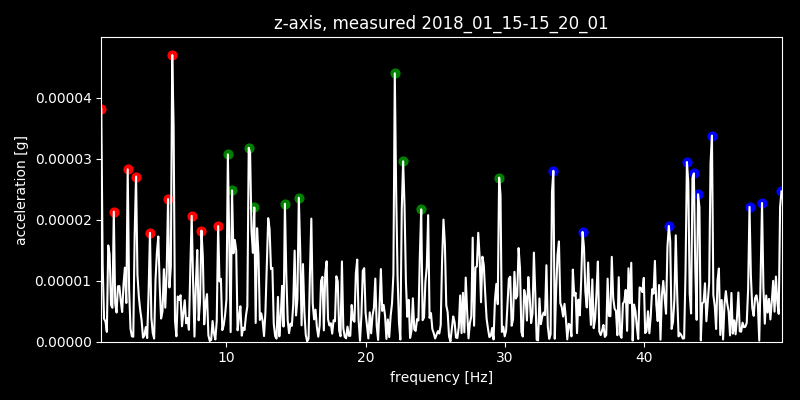 z-axis, measured 2018_01_15-15_20_01
acceleration [g]
0.00004
0.00003
0.00002
0.00001
0.00000
10 20 30 40
frequency [Hz]